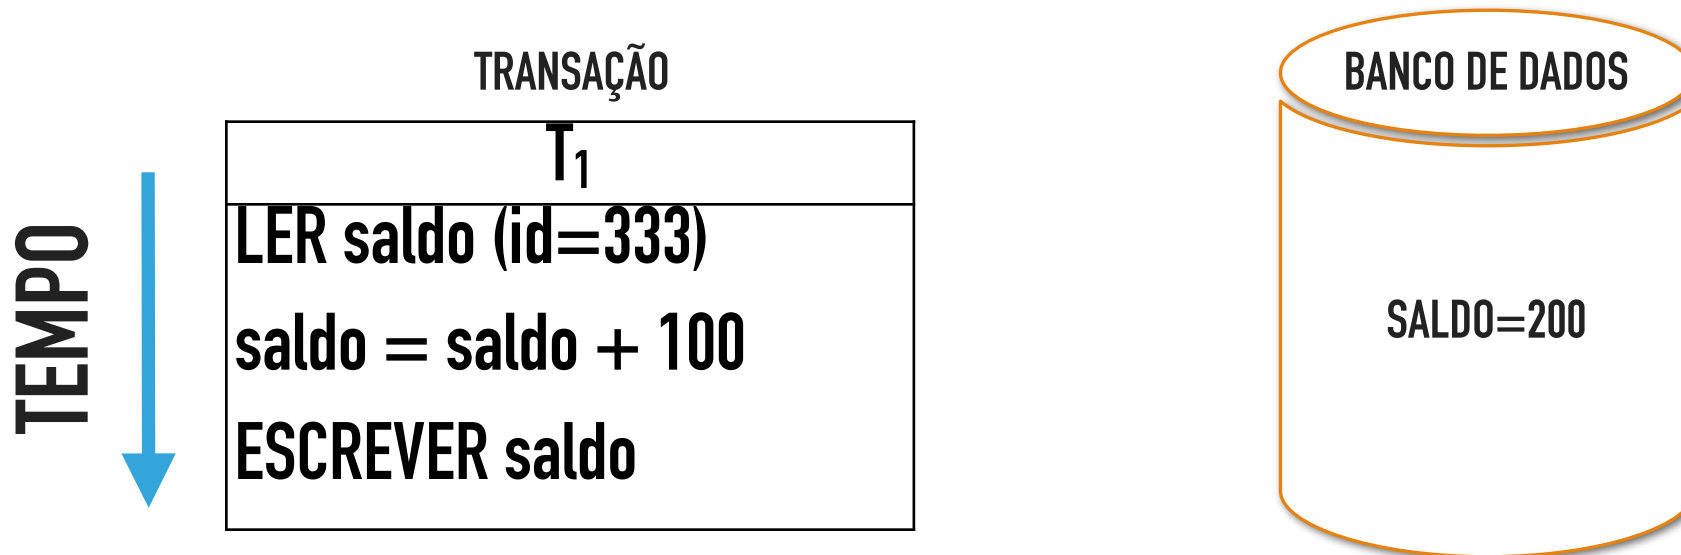 TRANSAÇÃO
BANCO DE DADOS
TEMPO
T₁
LER saldo (id=333)
saldo = saldo + 100
ESCREVER saldo
SALDO=200